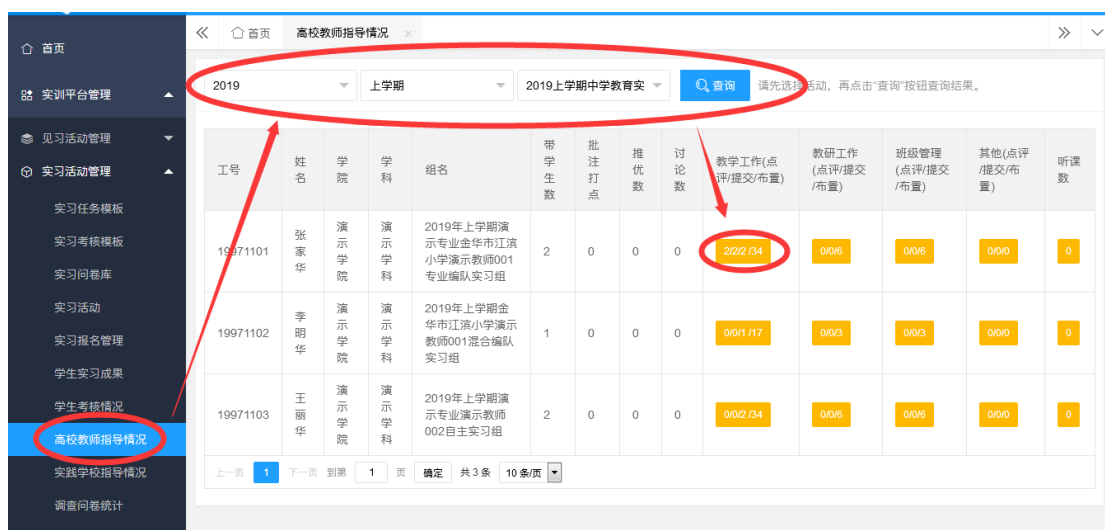 首页
实训平台管理
见习活动管理
实习活动管理
实习任务模板
实习考核模板
实习问卷库
实习活动
实习报名管理
学生实习成果
学生考核情况
高校教师指导情况
实践学校指导情况
调查问卷统计
首页 高校教师指导情况 ×
2019 上学期 2019上学期中学教育实 查询 请先选择活动，再点击“查询”按钮查询结果。
工号
姓
名
学
院
学
科
组名
带
学
生
数
批
注
打
点
推
优
数
讨
论
数
教学工作(点
评/提交/布置)
教研工作
(点评/提交
/布置)
班级管理
(点评/提交
/布置)
其他(点评
/提交/布
置)
听课
数
19971101
张
家
华
演
示
学
院
演
示
学
科
2019年上学期演
示专业金华市江滨
小学演示教师001
专业编队实习组
2
0
0
0
2/2/2 /34
0/0/6
0/0/6
0/0/0
0
19971102
李
明
华
演
示
学
院
演
示
学
科
2019年上学期金
华市江滨小学演示
教师001混合编队
实习组
1
0
0
0
0/0/1 /17
0/0/3
0/0/3
0/0/0
0
19971103
王
丽
华
演
示
学
院
演
示
学
科
2019年上学期演
示专业演示教师
002自主实习组
2
0
0
0
0/0/2 /34
0/0/6
0/0/6
0/0/0
0
上一页 1 下一页 到第 1 页 确定 共 3 条 10 条/页